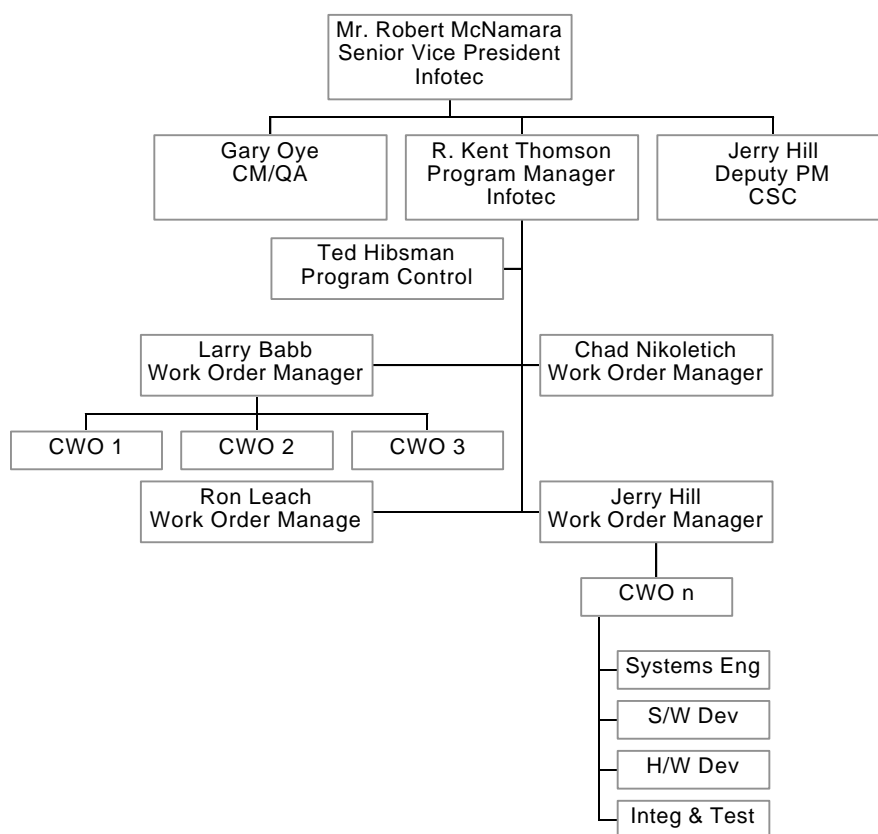 Mr. Robert McNamara
Senior Vice President
Infotec
Gary Oye
CM/QA
R. Kent Thomson
Program Manager
Infotec
Jerry Hill
Deputy PM
CSC
Ted Hibsman
Program Control
Larry Babb
Work Order Manager
Chad Nikoletich
Work Order Manager
CWO 1
CWO 2
CWO 3
Ron Leach
Work Order Manage
Jerry Hill
Work Order Manager
CWO n
Systems Eng
S/W Dev
H/W Dev
Integ & Test